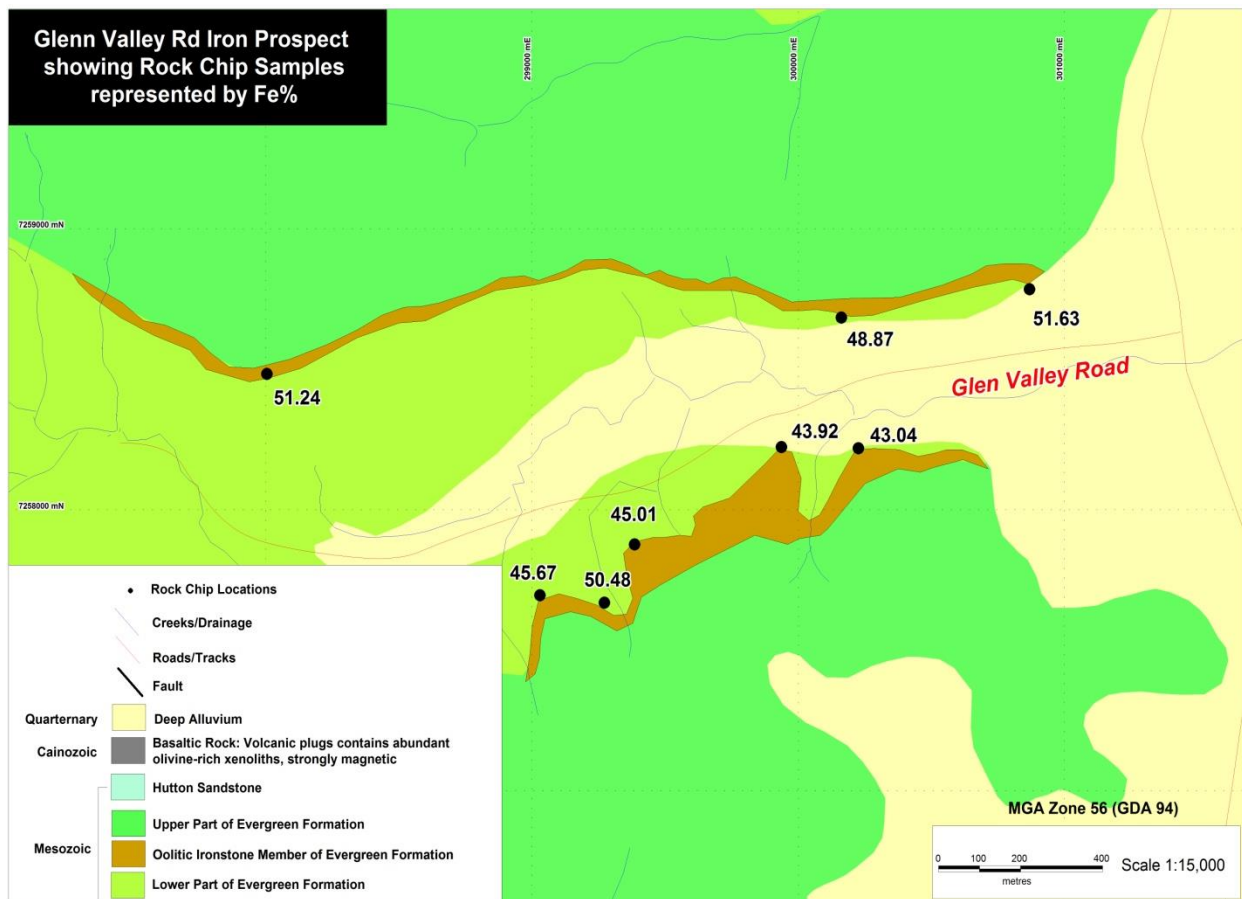 Glenn Valley Rd Iron Prospect
showing Rock Chip Samples
represented by Fe%
299000 mE
300000 mE
301000 mE
7259000 mN
51.63
48.87
51.24
Glen Valley Road
43.92
43.04
7258000 mN
45.01
45.67
50.48
Rock Chip Locations
Creeks/Drainage
Roads/Tracks
Fault
Quarternary
Deep Alluvium
Cainozoic
Basaltic Rock: Volcanic plugs contains abundant
olivine-rich xenoliths, strongly magnetic
Hutton Sandstone
Upper Part of Evergreen Formation
Mesozoic
Oolitic Ironstone Member of Evergreen Formation
Lower Part of Evergreen Formation
MGA Zone 56 (GDA 94)
0 100 200 400
metres
Scale 1:15,000